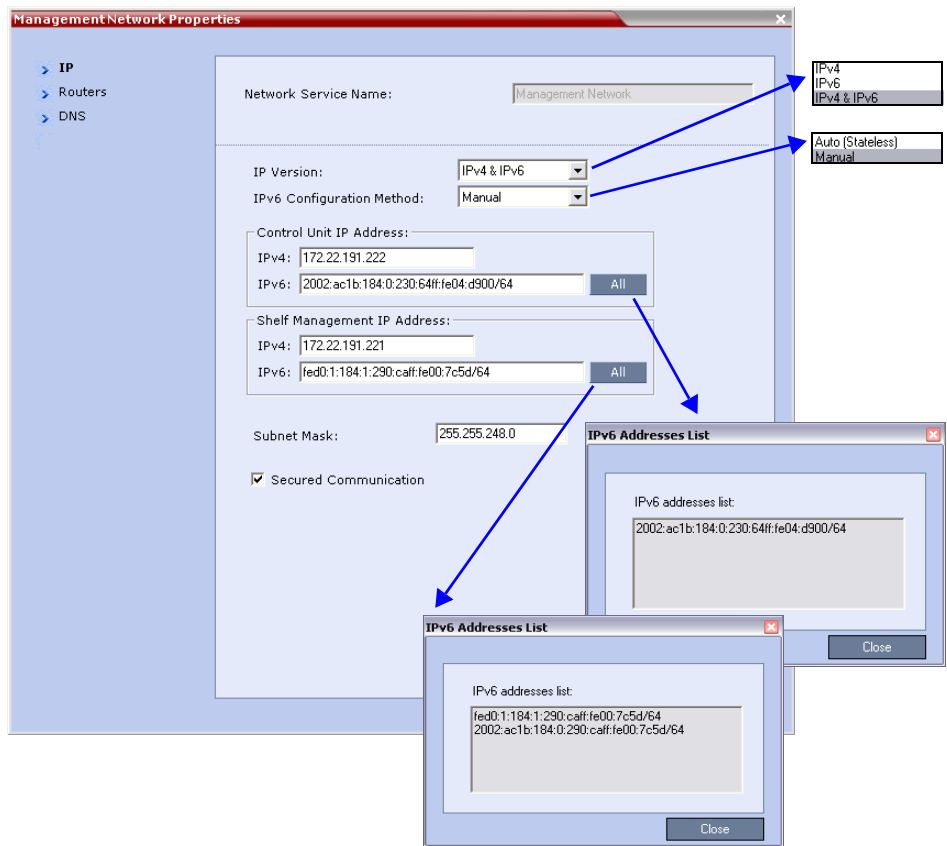 Management Network Properties
IP
Routers
DNS
Network Service Name: Management Network
IP Version: IPv4 & IPv6
IPv6 Configuration Method: Manual
Control Unit IP Address:
IPv4: 172.22.191.222
IPv6: 2002:ac1b:184:0:230:64ff:fe04:d900/64 All
Shelf Management IP Address:
IPv4: 172.22.191.221
IPv6: fed0:1:184:1:290:caff:fe00:7c5d/64 All
Subnet Mask: 255.255.248.0
Secured Communication
IPv4
IPv6
IPv4 & IPv6
Auto (Stateless)
Manual
IPv6 Addresses List
IPv6 addresses list:
2002:ac1b:184:0:230:64ff:fe04:d900/64
Close
IPv6 Addresses List
IPv6 addresses list:
fed0:1:184:1:290:caff:fe00:7c5d/64
2002:ac1b:184:0:290:caff:fe00:7c5d/64
Close